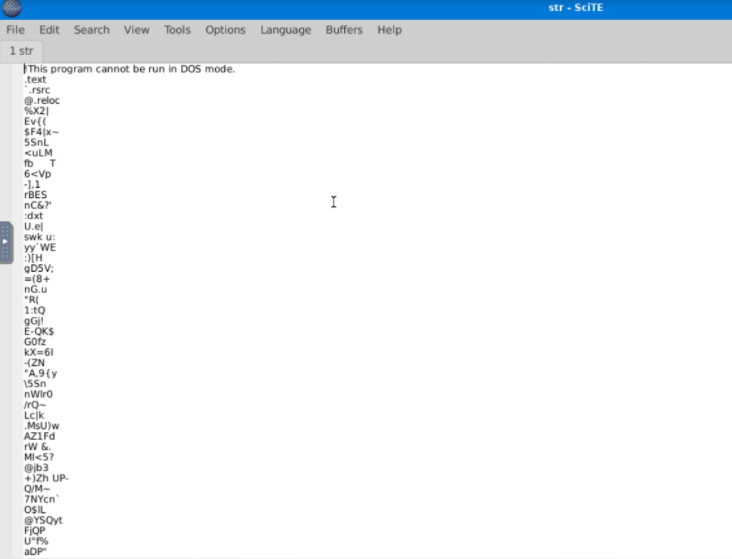 str - SciTE
File Edit Search View Tools Options Language Buffers Help
1 str
!This program cannot be run in DOS mode.
.text
`.rsrc
@.reloc
%X2|
Ev{(
$F4|x~
5SnL
<uLM
fb T
6<Vp
-],1
rBES
nC&?'
:dxt
U.e|
swk u:
yy`WE
:)[H
gD5V;
=(8+
nG.u
"R(
1:tQ
gGj!
E-QK$
G0fz
kX=6I
-(ZN
"A,9{y
\5Sn
nWIr0
/rQ~
Lc|k
.MsU)w
AZ1Fd
rW &.
MI<5?
@jb3
+)Zh UP-
Q/M~
7NYcn`
O$IL
@YSQyt
FjQP
U"f%
aDP"